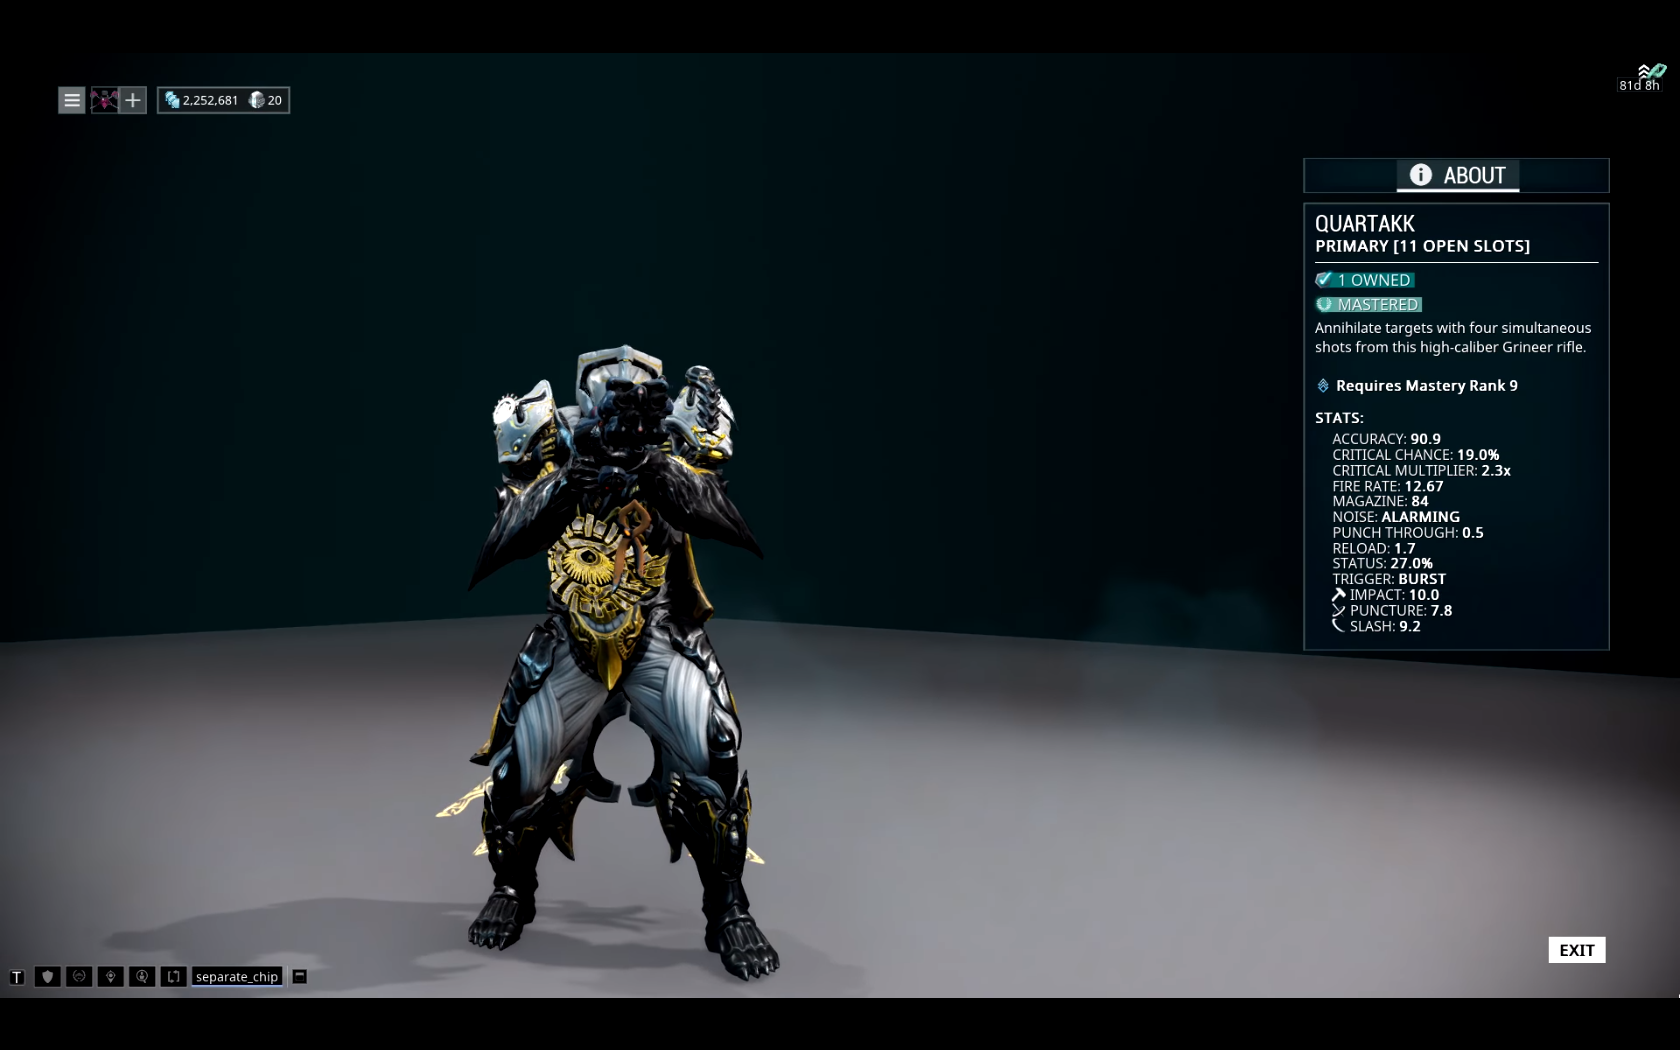 2,252,681 20
81d 8h
ABOUT
QUARTAKK
PRIMARY [11 OPEN SLOTS]
1 OWNED
MASTERED
Annihilate targets with four simultaneous
shots from this high-caliber Grineer rifle.
Requires Mastery Rank 9
STATS:
ACCURACY: 90.9
CRITICAL CHANCE: 19.0%
CRITICAL MULTIPLIER: 2.3x
FIRE RATE: 12.67
MAGAZINE: 84
NOISE: ALARMING
PUNCH THROUGH: 0.5
RELOAD: 1.7
STATUS: 27.0%
TRIGGER: BURST
IMPACT: 10.0
PUNCTURE: 7.8
SLASH: 9.2
EXIT
T separate_chip